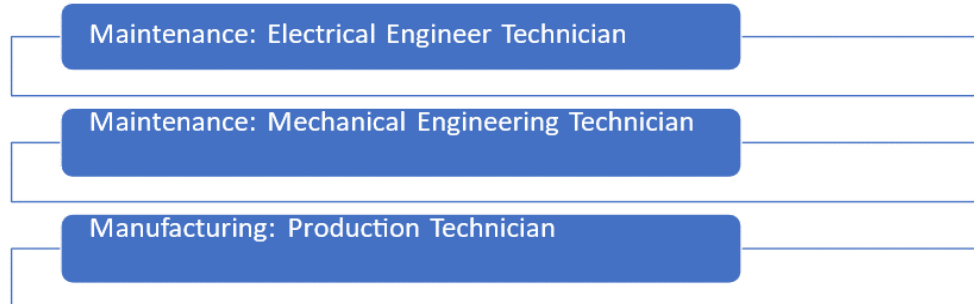 Maintenance: Electrical Engineer Technician
Maintenance: Mechanical Engineering Technician
Manufacturing: Production Technician